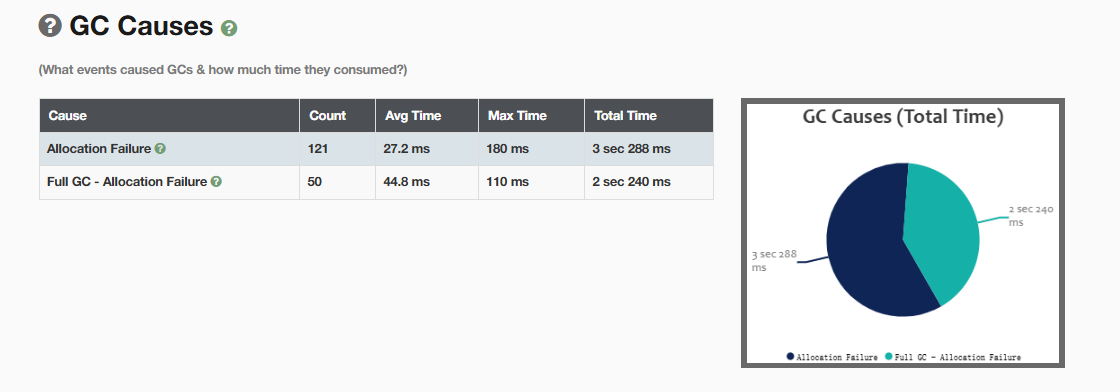 ? GC Causes ?
(What events caused GCs & how much time they consumed?)
Cause Count Avg Time Max Time Total Time
Allocation Failure ? 121 27.2 ms 180 ms 3 sec 288 ms
Full GC - Allocation Failure ? 50 44.8 ms 110 ms 2 sec 240 ms
GC Causes (Total Time)
2 sec 240
ms
3 sec 288
ms
Allocation Failure Full GC - Allocation Failure